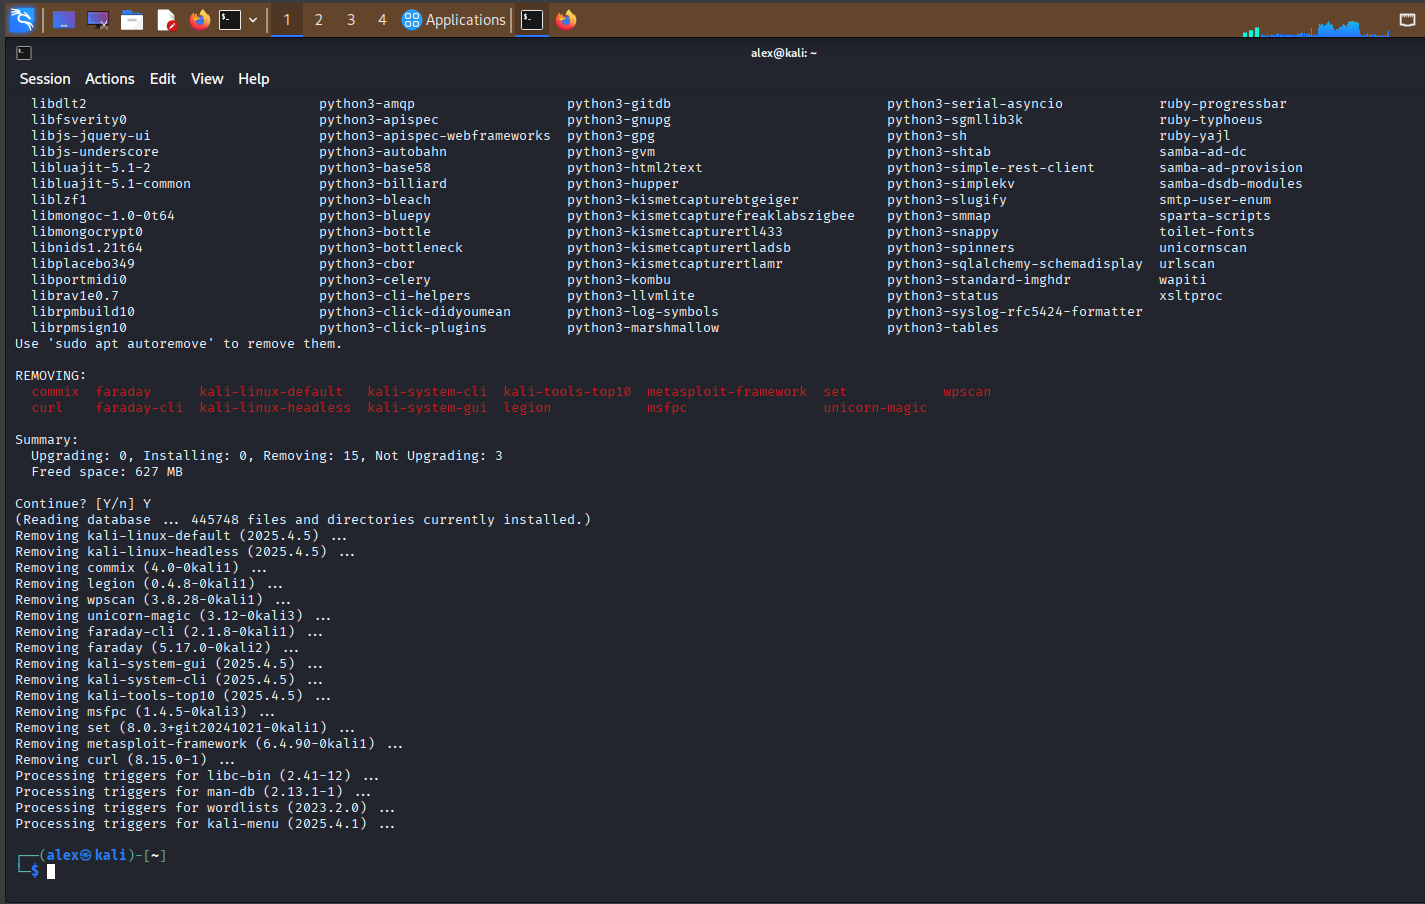 1 2 3 4 Applications
alex@kali: ~
Session Actions Edit View Help
libdlt2 python3-amqp python3-gitdb python3-serial-asyncio ruby-progressbar
libfsverity0 python3-apispec python3-gnupg python3-sgmllib3k ruby-typhoeus
libjs-jquery-ui python3-apispec-webframeworks python3-gpg python3-sh ruby-yajl
libjs-underscore python3-autobahn python3-gvm python3-shtab samba-ad-dc
libluajit-5.1-2 python3-base58 python3-html2text python3-simple-rest-client samba-ad-provision
libluajit-5.1-common python3-billiard python3-hupper python3-simplekv samba-dsdb-modules
liblzf1 python3-bleach python3-kismetcapturebtgeiger python3-slugify smtp-user-enum
libmongoc-1.0-0t64 python3-bluepy python3-kismetcapturefreaklabszigbee python3-smmap sparta-scripts
libmongocrypt0 python3-bottle python3-kismetcapturertl433 python3-snappy toilet-fonts
libnids1.21t64 python3-bottleneck python3-kismetcapturertladsb python3-spinners unicornscan
libplacebo349 python3-cbor python3-kismetcapturertlamr python3-sqlalchemy-schemadisplay urlscan
libportmidi0 python3-celery python3-kombu python3-standard-imghdr wapiti
librav1e0.7 python3-cli-helpers python3-llvmlite python3-status xsltproc
librpmbuild10 python3-click-didyoumean python3-log-symbols python3-syslog-rfc5424-formatter
librpmsign10 python3-click-plugins python3-marshmallow python3-tables
Use 'sudo apt autoremove' to remove them.
REMOVING:
commix faraday kali-linux-default kali-system-cli kali-tools-top10 metasploit-framework set wpscan
curl faraday-cli kali-linux-headless kali-system-gui legion msfpc unicorn-magic
Summary:
Upgrading: 0, Installing: 0, Removing: 15, Not Upgrading: 3
Freed space: 627 MB
Continue? [Y/n] Y
(Reading database ... 445748 files and directories currently installed.)
Removing kali-linux-default (2025.4.5) ...
Removing kali-linux-headless (2025.4.5) ...
Removing commix (4.0-0kali1) ...
Removing legion (0.4.8-0kali1) ...
Removing wpscan (3.8.28-0kali1) ...
Removing unicorn-magic (3.12-0kali3) ...
Removing faraday-cli (2.1.8-0kali1) ...
Removing faraday (5.17.0-0kali2) ...
Removing kali-system-gui (2025.4.5) ...
Removing kali-system-cli (2025.4.5) ...
Removing kali-tools-top10 (2025.4.5) ...
Removing msfpc (1.4.5-0kali3) ...
Removing set (8.0.3+git20241021-0kali1) ...
Removing metasploit-framework (6.4.90-0kali1) ...
Removing curl (8.15.0-1) ...
Processing triggers for libc-bin (2.41-12) ...
Processing triggers for man-db (2.13.1-1) ...
Processing triggers for wordlists (2023.2.0) ...
Processing triggers for kali-menu (2025.4.1) ...
┌──(alex㉿kali)-[~]
└─$